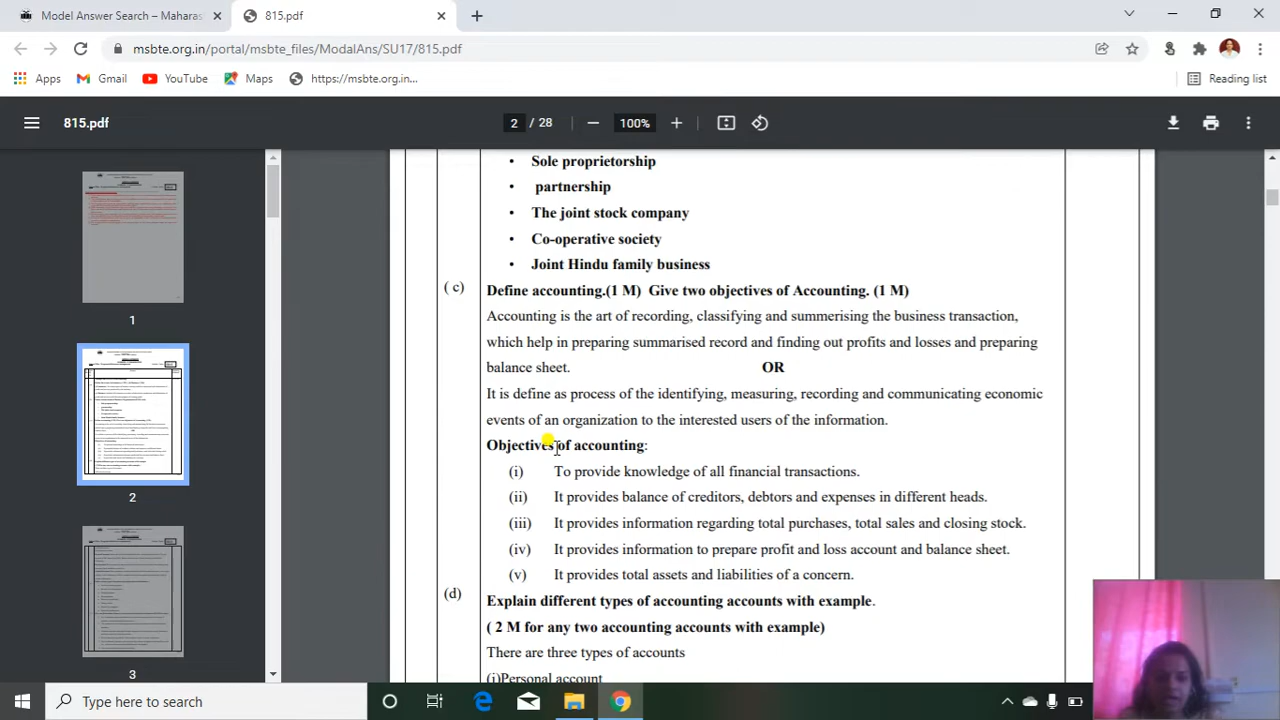 Model Answer Search – Maharas
815.pdf
msbte.org.in/portal/msbte_files/ModalAns/SU17/815.pdf
Apps
Gmail
YouTube
Maps
https://msbte.org.in...
Reading list
815.pdf
2 / 28
100%
• Sole proprietorship
• partnership
• The joint stock company
• Co-operative society
• Joint Hindu family business
( c)
Define accounting.(1 M) Give two objectives of Accounting. (1 M)
Accounting is the art of recording, classifying and summerising the business transaction,
which help in preparing summarised record and finding out profits and losses and preparing
balance sheet. OR
It is define as process of the identifying, measuring, recording and communicating economic
events of an organization to the interested users of the information.
Objectives of accounting:
(i) To provide knowledge of all financial transactions.
(ii) It provides balance of creditors, debtors and expenses in different heads.
(iii) It provides information regarding total purchases, total sales and closing stock.
(iv) It provides information to prepare profit and loss account and balance sheet.
(v) It provides total assets and liabilities of a concern.
(d)
Explain different types of accounting accounts with example.
( 2 M for any two accounting accounts with example)
There are three types of accounts
(i)Personal account
1
2
3
Type here to search